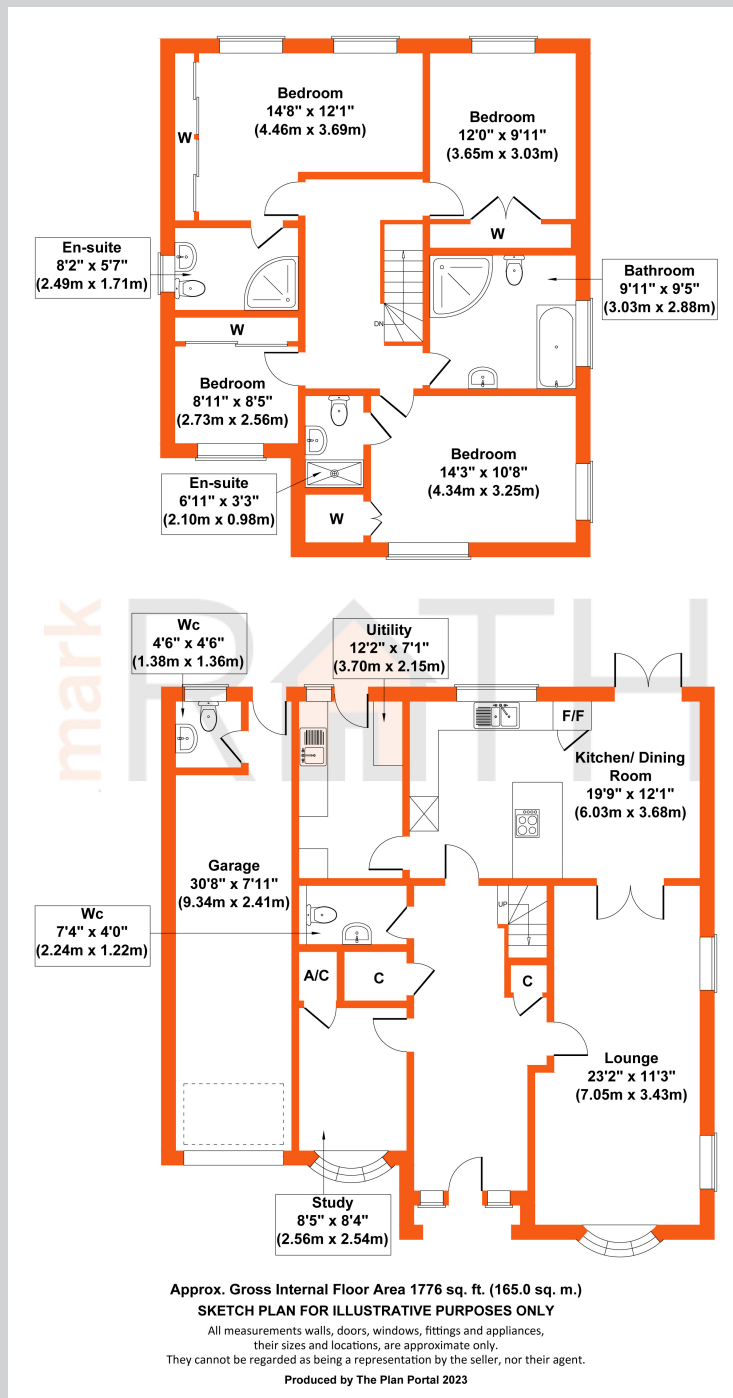 Bedroom
14'8" x 12'1"
(4.46m x 3.69m)
Bedroom
12'0" x 9'11"
(3.65m x 3.03m)
W
W
En-suite
8'2" x 5'7"
(2.49m x 1.71m)
Bathroom
9'11" x 9'5"
(3.03m x 2.88m)
DN
W
Bedroom
8'11" x 8'5"
(2.73m x 2.56m)
Bedroom
14'3" x 10'8"
(4.34m x 3.25m)
En-suite
6'11" x 3'3"
(2.10m x 0.98m)
W
mark
RATH
Wc
4'6" x 4'6"
(1.38m x 1.36m)
Uitility
12'2" x 7'1"
(3.70m x 2.15m)
F/F
Kitchen/ Dining
Room
19'9" x 12'1"
(6.03m x 3.68m)
Garage
30'8" x 7'11"
(9.34m x 2.41m)
Wc
7'4" x 4'0"
(2.24m x 1.22m)
UP
A/C
C
C
Lounge
23'2" x 11'3"
(7.05m x 3.43m)
Study
8'5" x 8'4"
(2.56m x 2.54m)
Approx. Gross Internal Floor Area 1776 sq. ft. (165.0 sq. m.)
SKETCH PLAN FOR ILLUSTRATIVE PURPOSES ONLY
All measurements walls, doors, windows, fittings and appliances,
their sizes and locations, are approximate only.
They cannot be regarded as being a representation by the seller, nor their agent.
Produced by The Plan Portal 2023